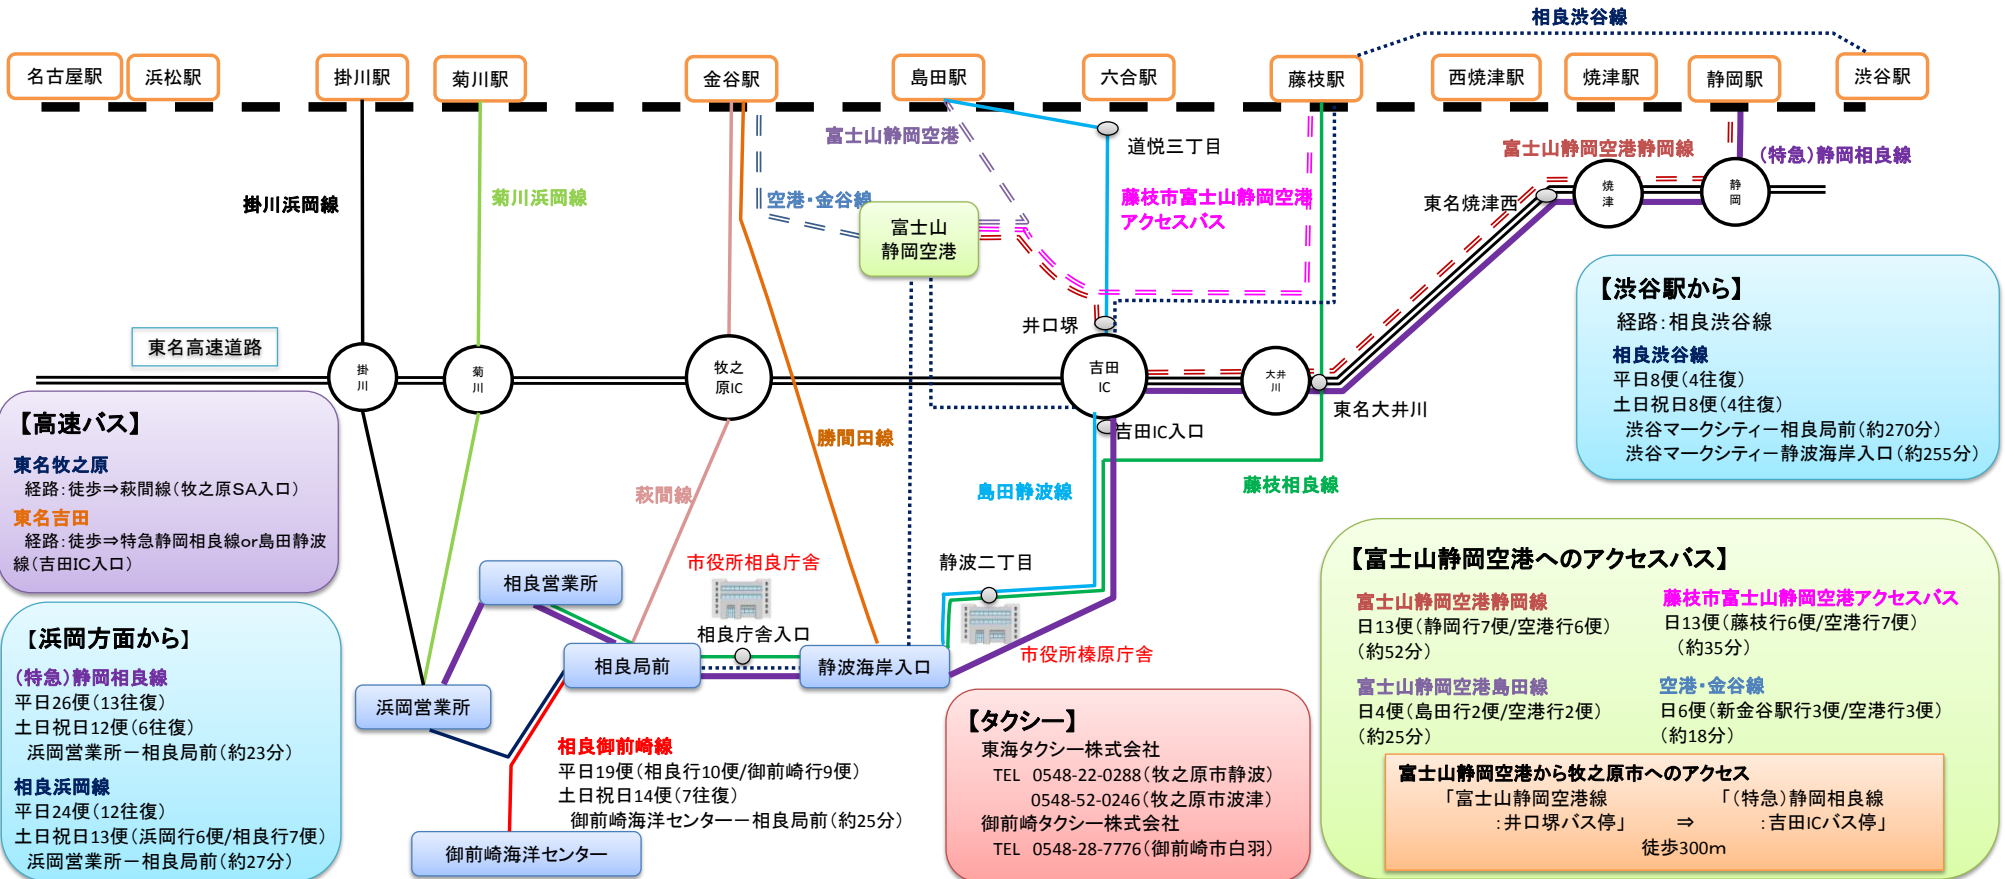 相良渋谷線
名古屋駅
浜松駅
掛川駅
菊川駅
金谷駅
島田駅
六合駅
藤枝駅
西焼津駅
焼津駅
静岡駅
渋谷駅
富士山静岡空港
道悦三丁目
富士山静岡空港静岡線
(特急)静岡相良線
掛川浜岡線
菊川浜岡線
空港・金谷線
藤枝市富士山静岡空港
アクセスバス
東名焼津西
焼
津
静
岡
富士山
静岡空港
井口堺
東名高速道路
掛
川
菊
川
牧之
原IC
吉田
IC
大井
川
東名大井川
吉田IC入口
勝間田線
萩間線
島田静波線
藤枝相良線
【渋谷駅から】
経路:相良渋谷線
相良渋谷線
平日8便(4往復)
土日祝日8便(4往復)
渋谷マークシティー相良局前(約270分)
渋谷マークシティー静波海岸入口(約255分)
【高速バス】
東名牧之原
経路:徒歩⇒萩間線(牧之原SA入口)
東名吉田
経路:徒歩⇒特急静岡相良線or島田静波
線(吉田IC入口)
相良営業所
市役所相良庁舎
相良庁舎入口
静波二丁目
相良局前
静波海岸入口
市役所榛原庁舎
浜岡営業所
【浜岡方面から】
(特急)静岡相良線
平日26便(13往復)
土日祝日12便(6往復)
浜岡営業所ー相良局前(約23分)
相良浜岡線
平日24便(12往復)
土日祝日13便(浜岡行6便/相良行7便)
浜岡営業所ー相良局前(約27分)
相良御前崎線
平日19便(相良行10便/御前崎行9便)
土日祝日14便(7往復)
御前崎海洋センターー相良局前(約25分)
御前崎海洋センター
【タクシー】
東海タクシー株式会社
TEL 0548-22-0288(牧之原市静波)
0548-52-0246(牧之原市波津)
御前崎タクシー株式会社
TEL 0548-28-7776(御前崎市白羽)
【富士山静岡空港へのアクセスバス】
富士山静岡空港静岡線
日13便(静岡行7便/空港行6便)
(約52分)
藤枝市富士山静岡空港アクセスバス
日13便(藤枝行6便/空港行7便)
(約35分)
富士山静岡空港島田線
日4便(島田行2便/空港行2便)
(約25分)
空港・金谷線
日6便(新金谷駅行3便/空港行3便)
(約18分)
富士山静岡空港から牧之原市へのアクセス
「富士山静岡空港線 「(特急)静岡相良線
:井口堺バス停」 ⇒ :吉田ICバス停」
徒歩300m